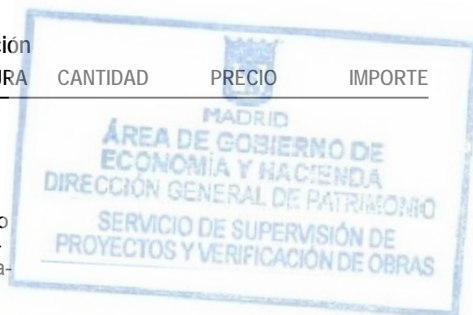 ción
URA CANTIDAD PRECIO IMPORTE
MADRID
ÁREA DE GOBIERNO DE
ECONOMÍA Y HACIENDA
DIRECCIÓN GENERAL DE PATRIMONIO
o
SERVICIO DE SUPERVISIÓN DE
PROYECTOS Y VERIFICACIÓN DE OBRAS
a-